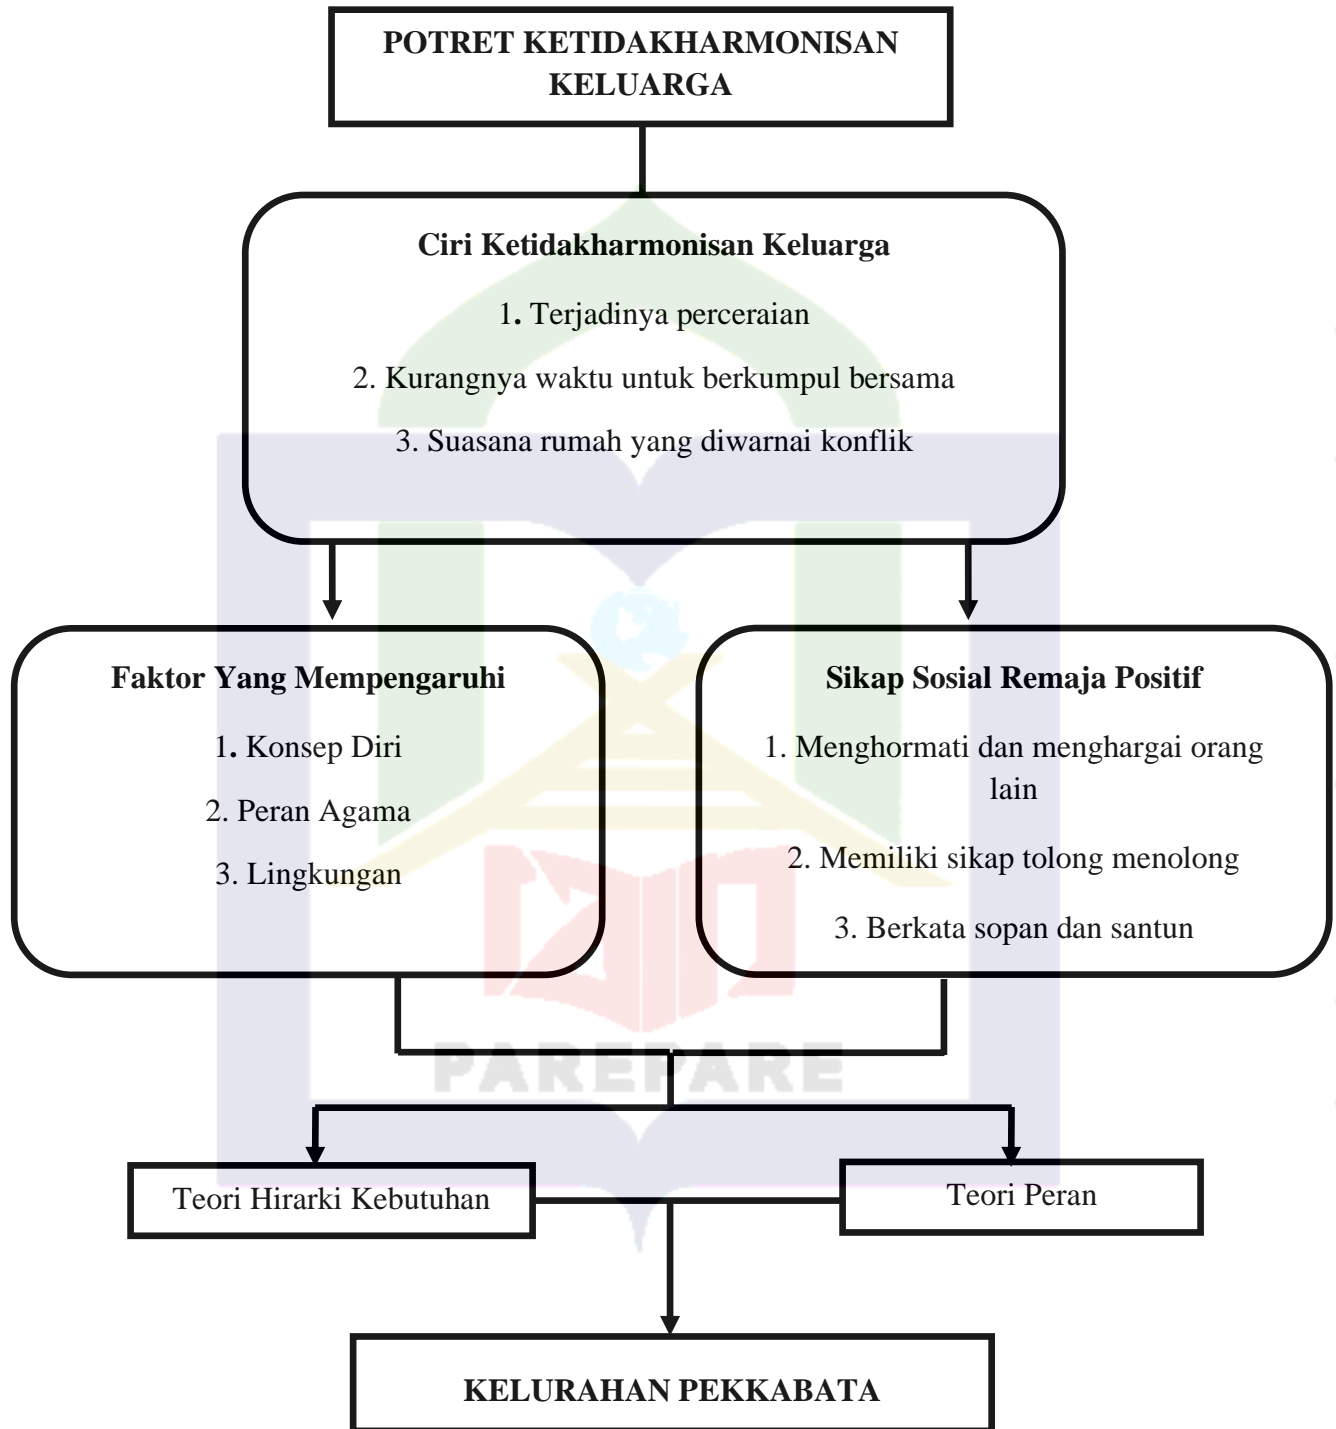 POTRET KETIDAKHARMONISAN
KELUARGA
Ciri Ketidakharmonisan Keluarga
1. Terjadinya perceraian
2. Kurangnya waktu untuk berkumpul bersama
3. Suasana rumah yang diwarnai konflik
Faktor Yang Mempengaruhi
1. Konsep Diri
2. Peran Agama
3. Lingkungan
Sikap Sosial Remaja Positif
1. Menghormati dan menghargai orang
lain
2. Memiliki sikap tolong menolong
3. Berkata sopan dan santun
PAREPARE
Teori Hirarki Kebutuhan
Teori Peran
KELURAHAN PEKKABATA